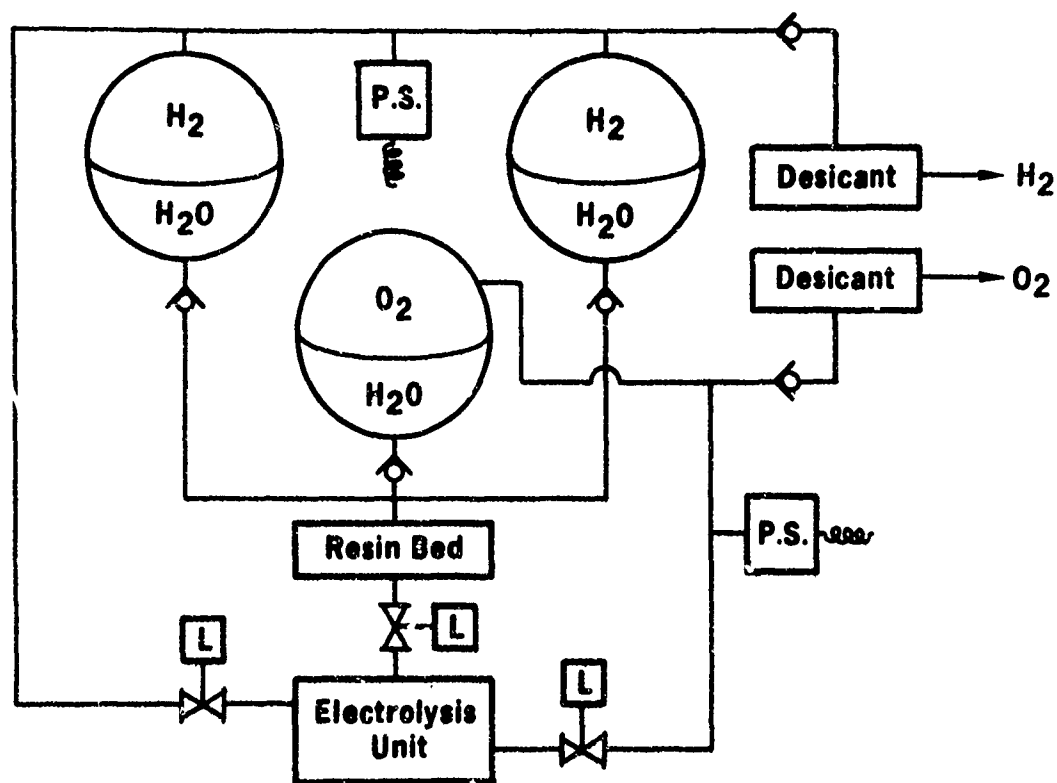 H2
P.S.
H2
H2O
H2O
Desicant
H2
O2
Desicant
O2
H2O
Resin Bed
P.S.
L
L
L
Electrolysis
Unit